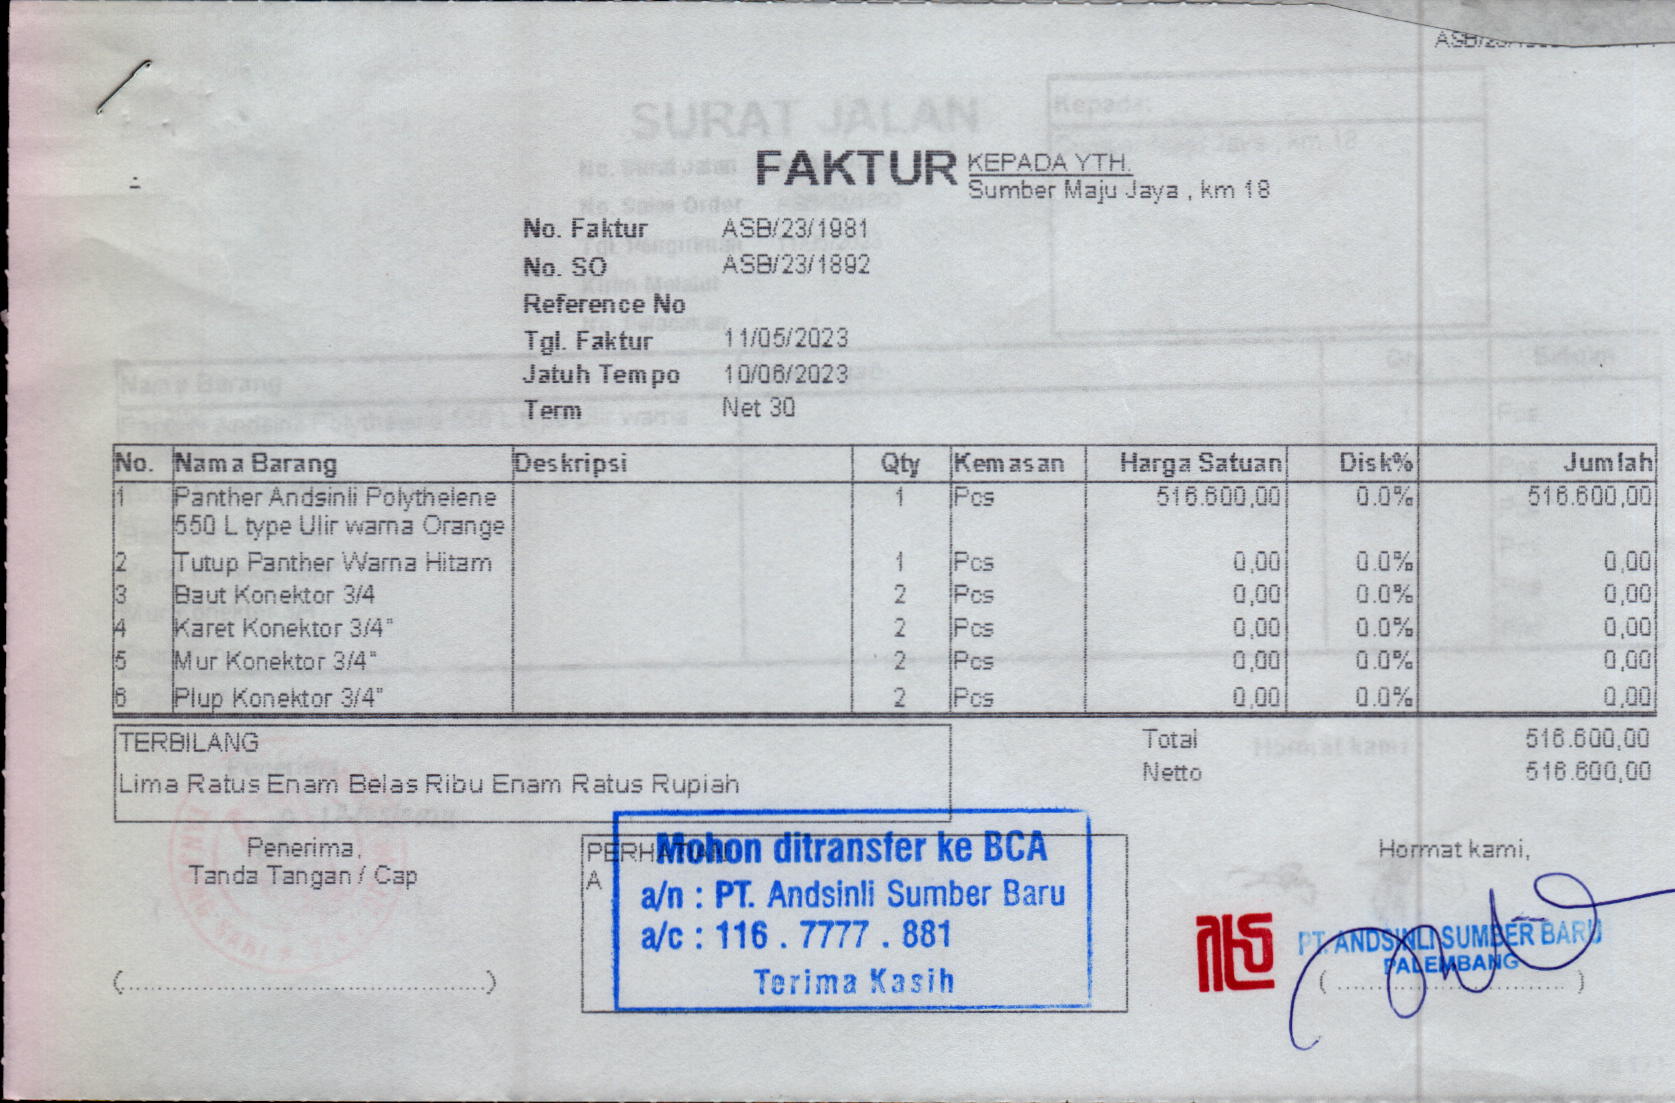 FAKTUR
KEPADA YTH.
Sumber Maju Jaya , km 18
No. Faktur ASB/23/1981
No. SO ASB/23/1892
Reference No
Tgl. Faktur 11/05/2023
Jatuh Tempo 10/06/2023
Term Net 30
No. Nama Barang Deskripsi Qty Kemasan Harga Satuan Disk% Jumlah
1 Panther Andsinli Polythelene 1 Pcs 516.600,00 0.0% 516.600,00
550 L type Ulir warna Orange
2 Tutup Panther Warna Hitam 1 Pcs 0,00 0.0% 0,00
3 Baut Konektor 3/4 2 Pcs 0,00 0.0% 0,00
4 Karet Konektor 3/4" 2 Pcs 0,00 0.0% 0,00
5 Mur Konektor 3/4" 2 Pcs 0,00 0.0% 0,00
6 Plup Konektor 3/4" 2 Pcs 0,00 0.0% 0,00
TERBILANG
Lima Ratus Enam Belas Ribu Enam Ratus Rupiah
Total 516.600,00
Netto 516.600,00
Penerima,
Tanda Tangan / Cap
(..............................................)
PERHATIAN
A
Mohon ditransfer ke BCA
a/n : PT. Andsinli Sumber Baru
a/c : 116 . 7777 . 881
Terima Kasih
Hormat kami,
PT. ANDSINLI SUMBER BARU
PALEMBANG
( ............................. )